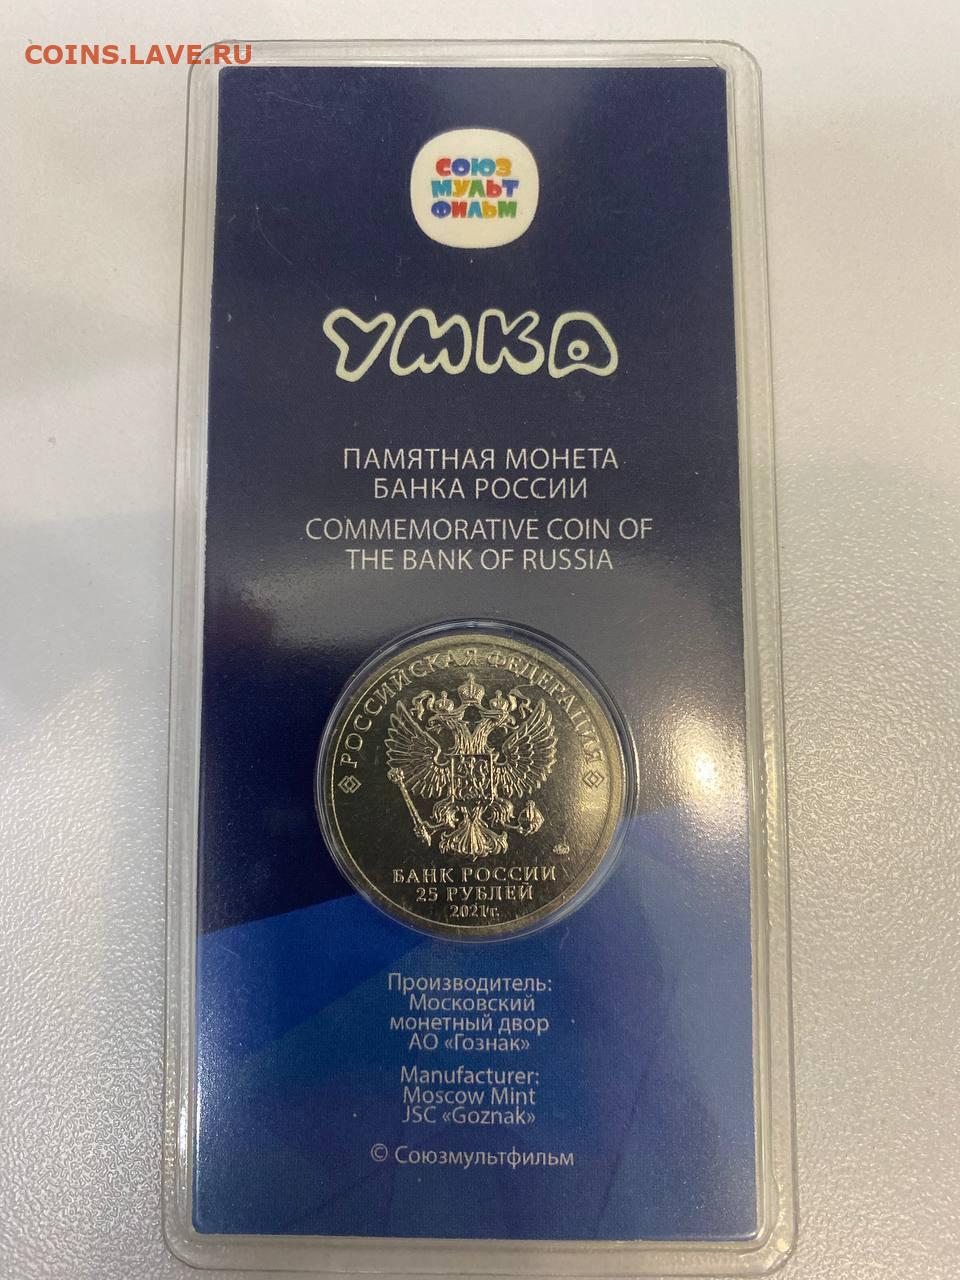 COINS.LAVE.RU
СОЮЗ
МУЛЬТ
ФИЛЬМ
УМКА
ПАМЯТНАЯ МОНЕТА
БАНКА РОССИИ
COMMEMORATIVE COIN OF
THE BANK OF RUSSIA
РОССИЙСКАЯ ФЕДЕРАЦИЯ
БАНК РОССИИ
25 РУБЛЕЙ
2021 г.
Производитель:
Московский
монетный двор
АО «Гознак»
Manufacturer:
Moscow Mint
JSC «Goznak»
© Союзмультфильм